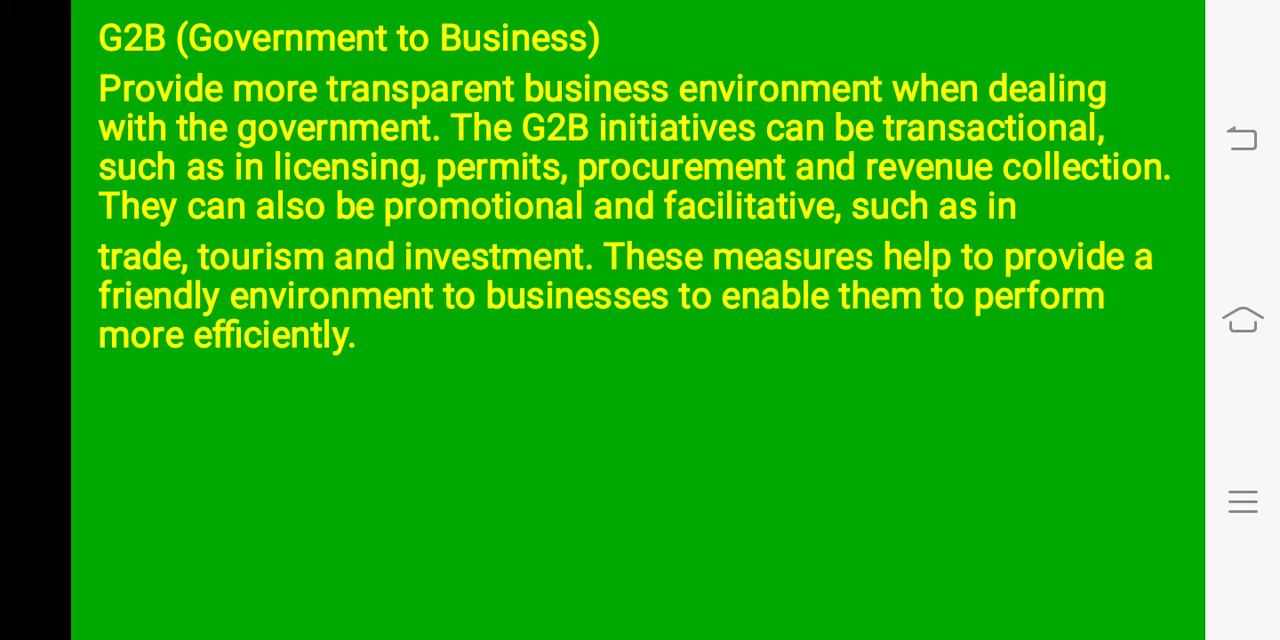 G2B (Government to Business)
Provide more transparent business environment when dealing
with the government. The G2B initiatives can be transactional,
such as in licensing, permits, procurement and revenue collection.
They can also be promotional and facilitative, such as in
trade, tourism and investment. These measures help to provide a
friendly environment to businesses to enable them to perform
more efficiently.